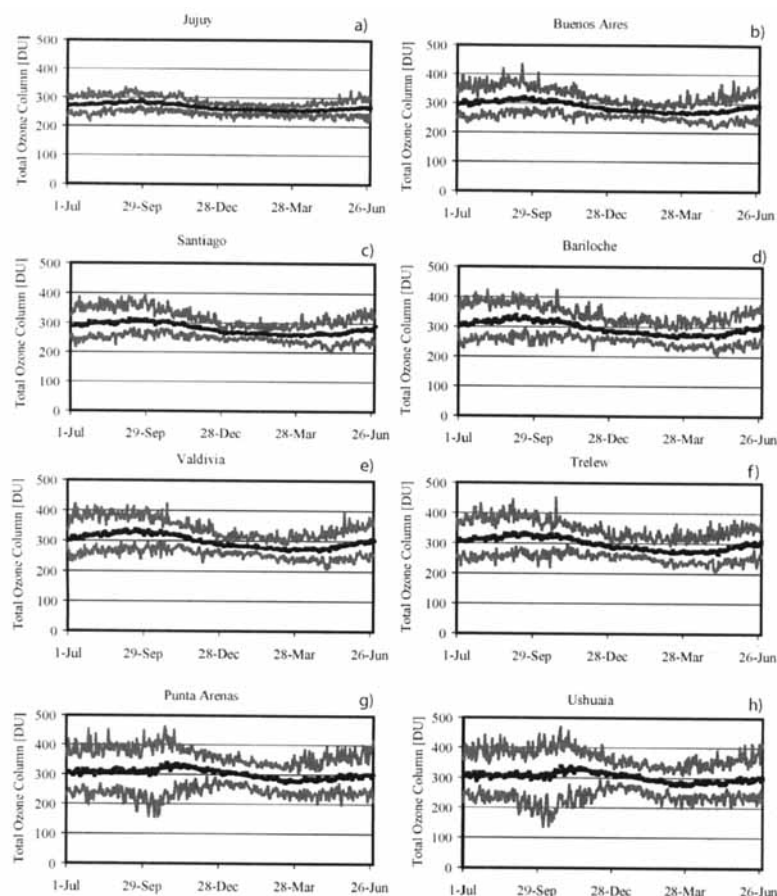 Jujuy
a)
Total Ozone Column [DU]
500
400
300
200
100
0
1-Jul 29-Sep 28-Dec 28-Mar 26-Jun
Buenos Aires
b)
Total Ozone Column [DU]
500
400
300
200
100
0
1-Jul 29-Sep 28-Dec 28-Mar 26-Jun
Santiago
c)
Total Ozone Column [DU]
500
400
300
200
100
0
1-Jul 29-Sep 28-Dec 28-Mar 26-Jun
Bariloche
d)
Total Ozone Column [DU]
500
400
300
200
100
0
1-Jul 29-Sep 28-Dec 28-Mar 26-Jun
Valdivia
e)
Total Ozone Column [DU]
500
400
300
200
100
0
1-Jul 29-Sep 28-Dec 28-Mar 26-Jun
Trelew
f)
Total Ozone Column [DU]
500
400
300
200
100
0
1-Jul 29-Sep 28-Dec 28-Mar 26-Jun
Punta Arenas
g)
Total Ozone Column [DU]
500
400
300
200
100
0
1-Jul 29-Sep 28-Dec 28-Mar 26-Jun
Ushuaia
h)
Total Ozone Column [DU]
500
400
300
200
100
0
1-Jul 29-Sep 28-Dec 28-Mar 26-Jun